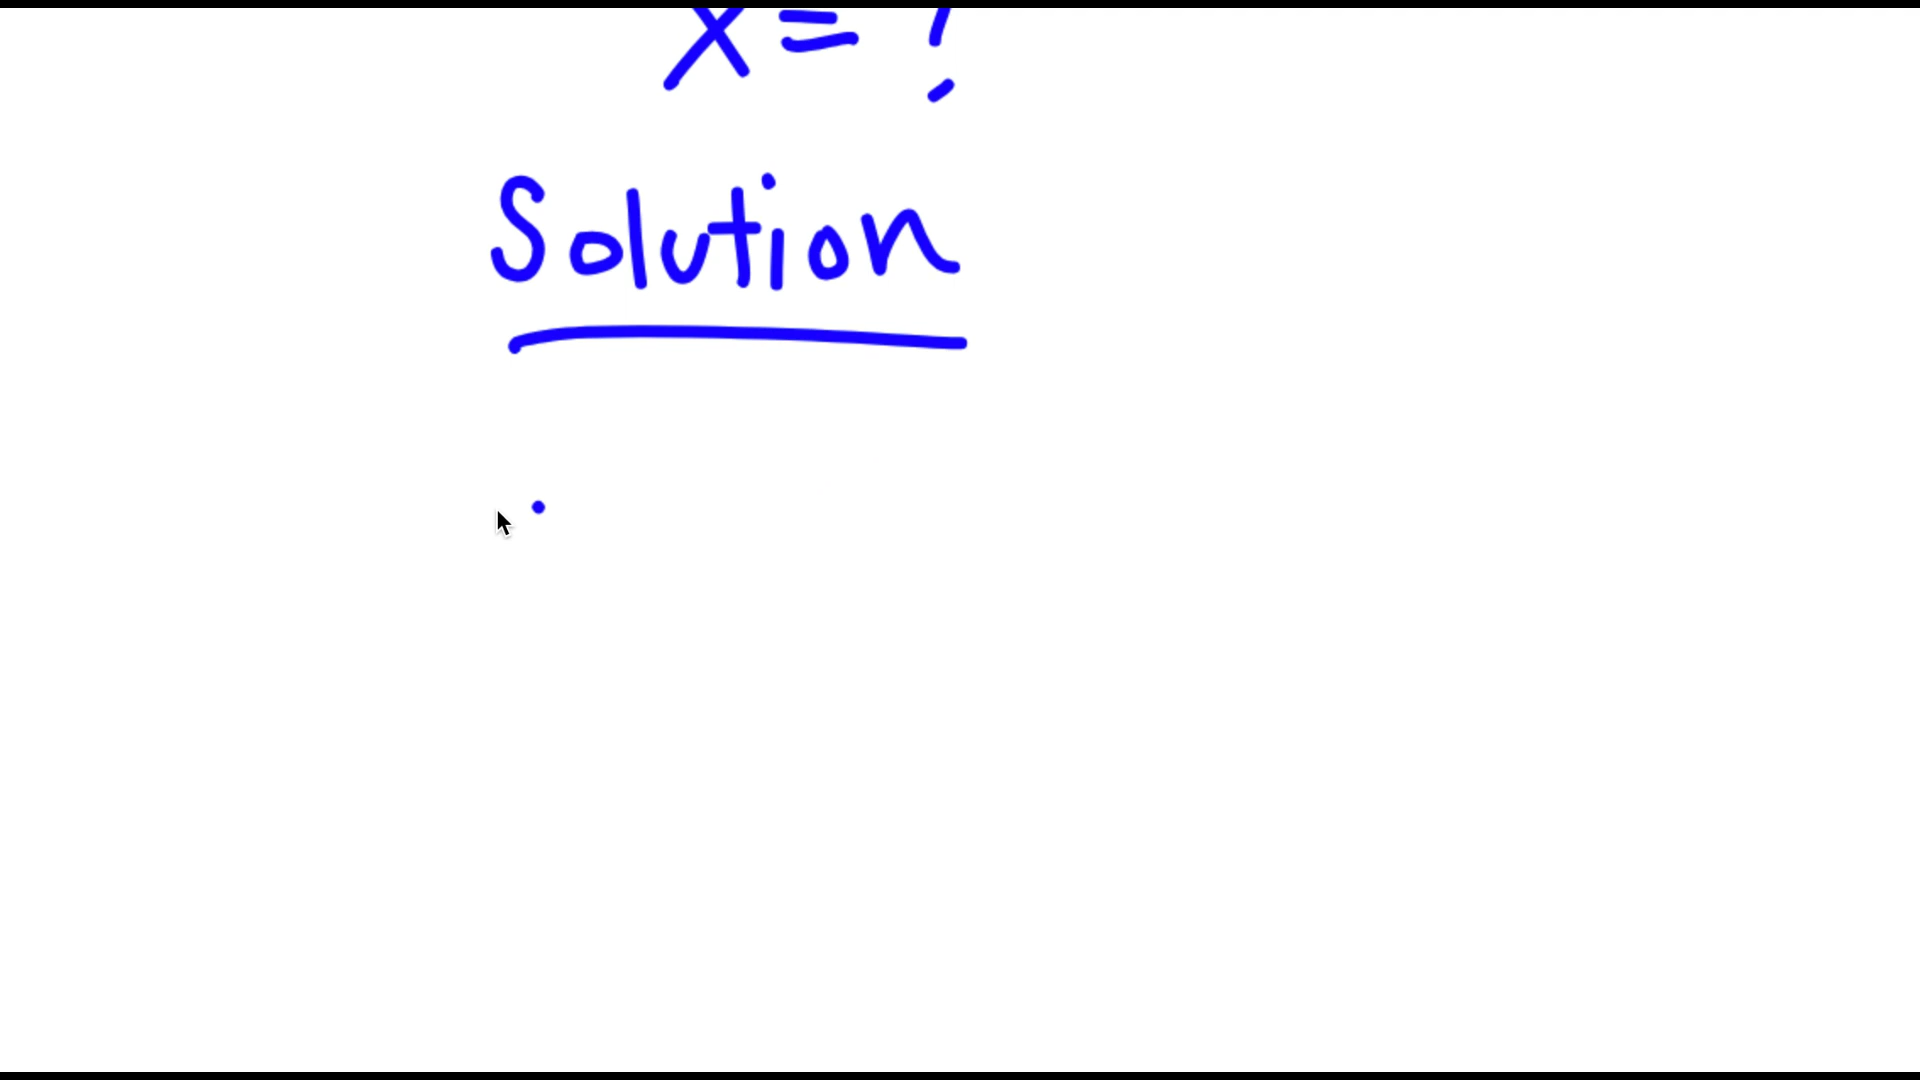 x = ?
Solution